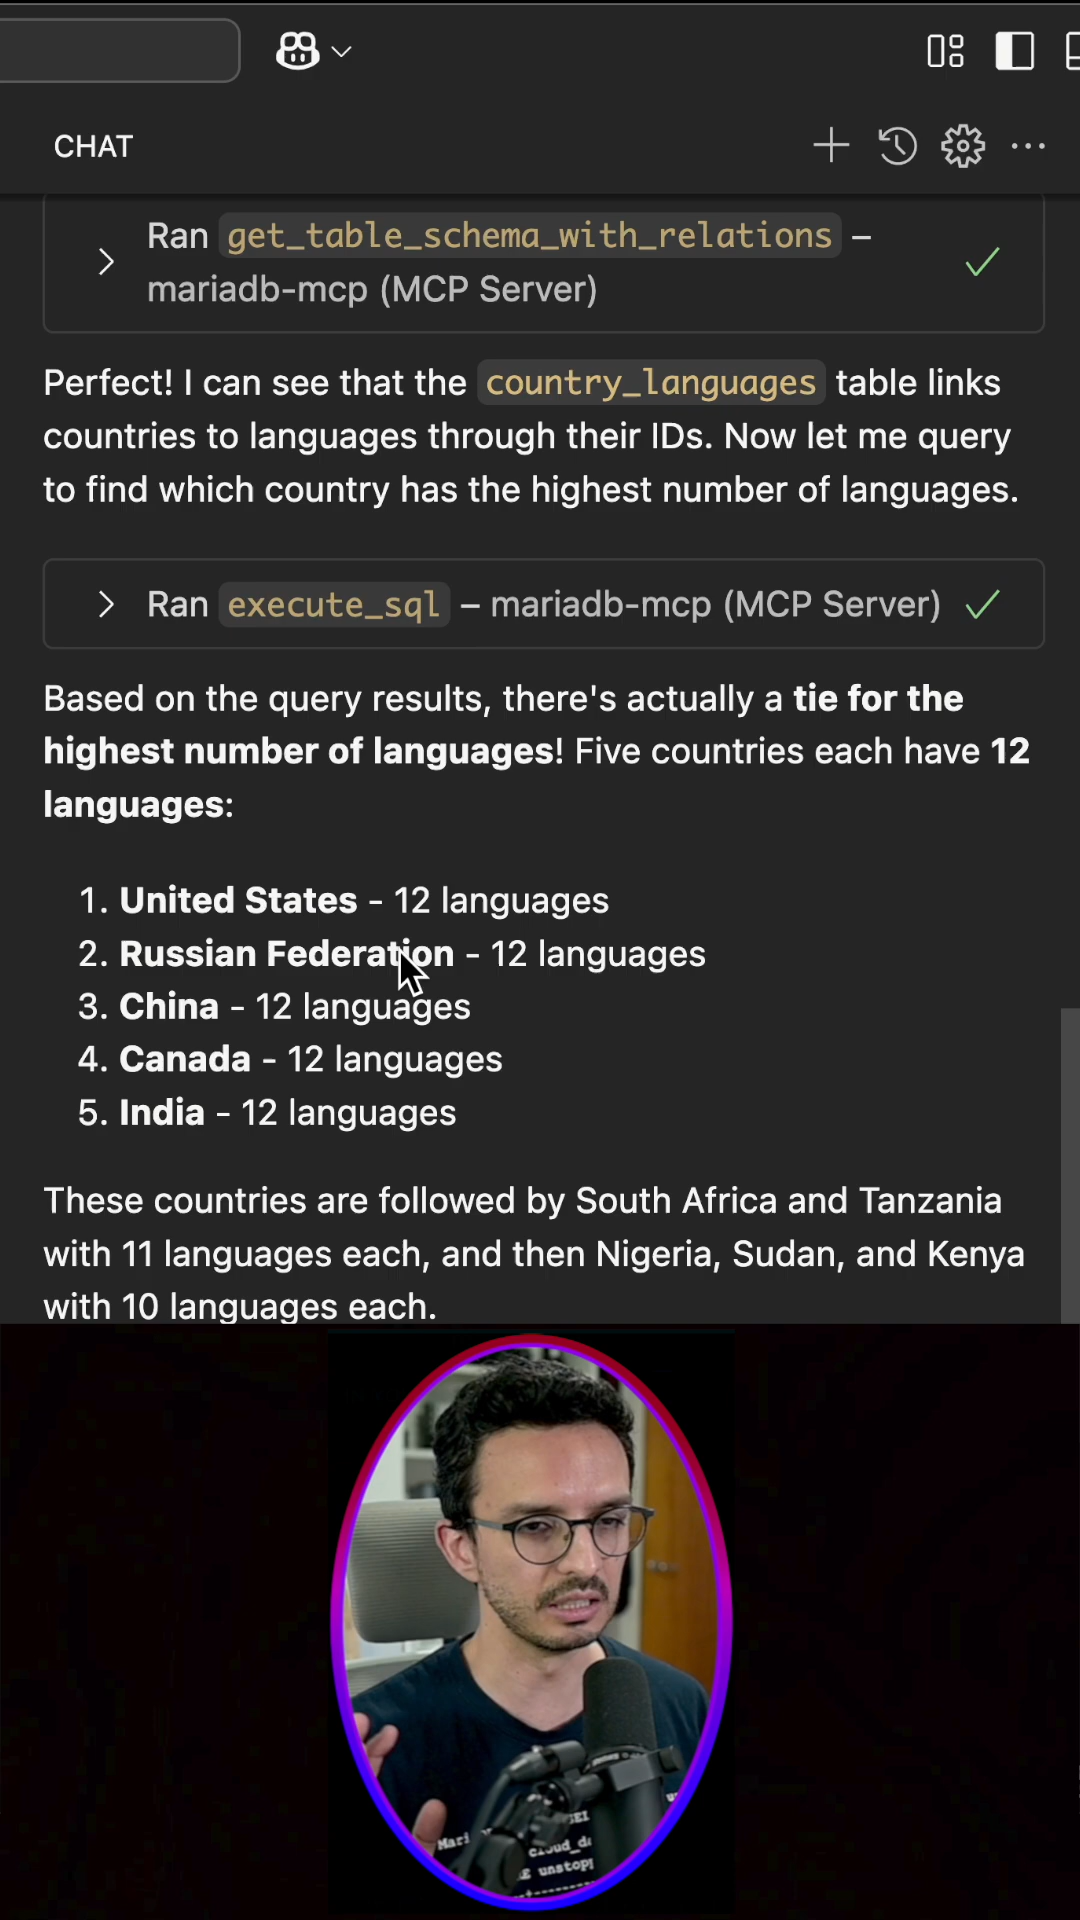 CHAT
Ran get_table_schema_with_relations –
mariadb-mcp (MCP Server)
Perfect! I can see that the country_languages table links
countries to languages through their IDs. Now let me query
to find which country has the highest number of languages.
Ran execute_sql – mariadb-mcp (MCP Server)
Based on the query results, there's actually a tie for the
highest number of languages! Five countries each have 12
languages:
1. United States - 12 languages
2. Russian Federation - 12 languages
3. China - 12 languages
4. Canada - 12 languages
5. India - 12 languages
These countries are followed by South Africa and Tanzania
with 11 languages each, and then Nigeria, Sudan, and Kenya
with 10 languages each.
Mari